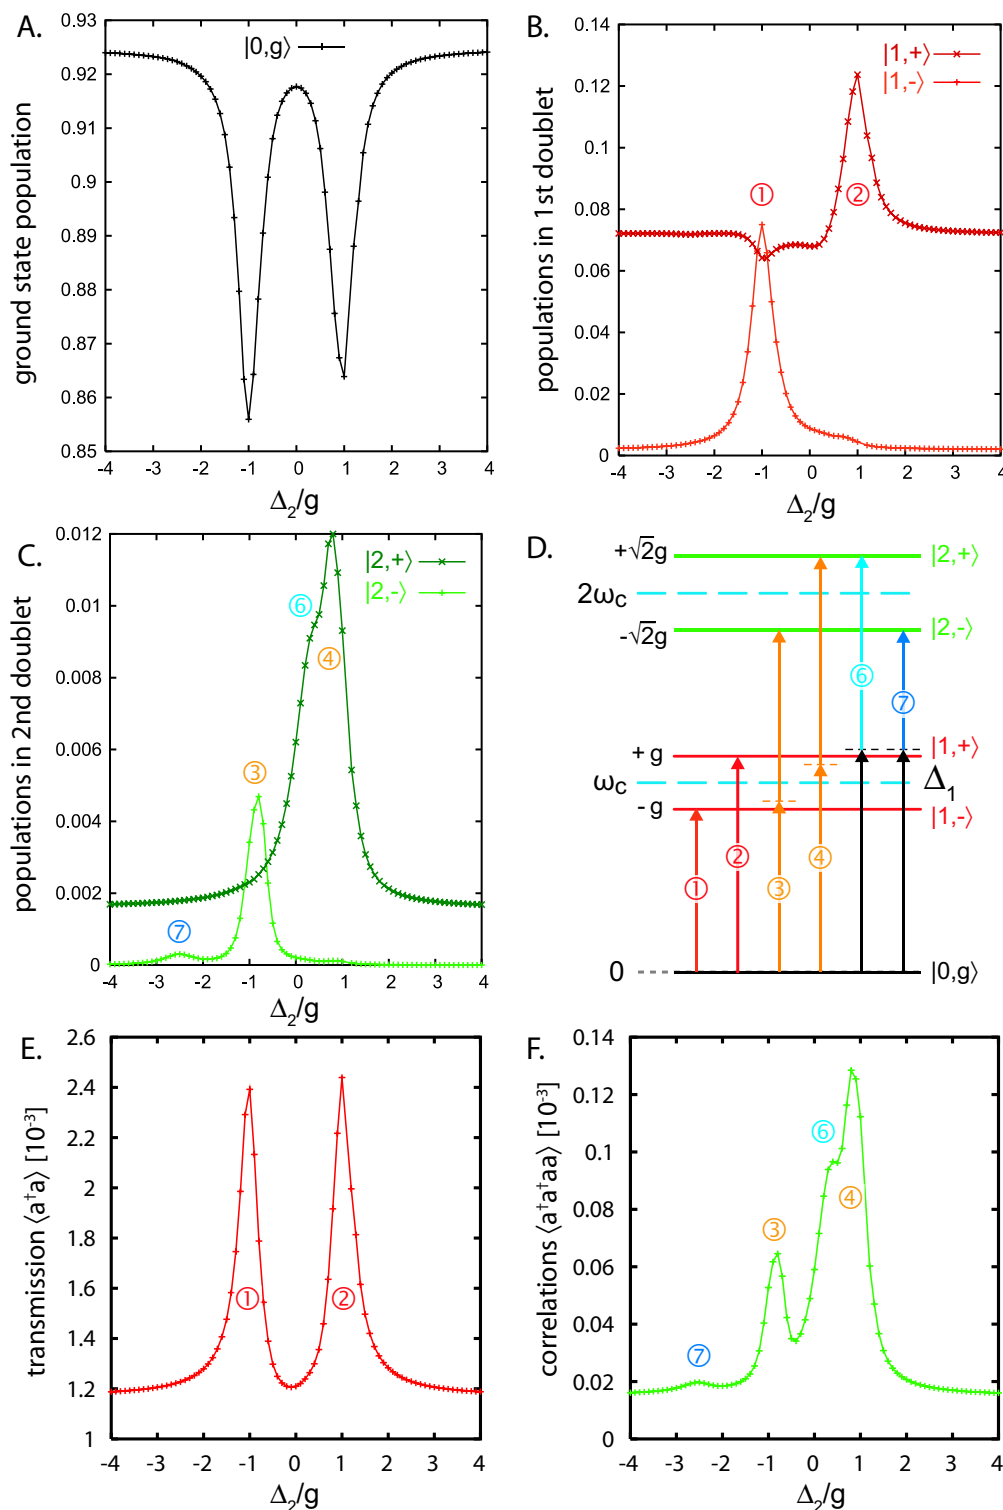 A.
0.93
0.92
0.91
0.9
0.89
0.88
0.87
0.86
0.85
ground state population
|0,g⟩
-4 -3 -2 -1 0 1 2 3 4
Δ₂/g
B.
0.14
0.12
0.1
0.08
0.06
0.04
0.02
0
populations in 1st doublet
|1,+⟩
|1,-⟩
①
②
-4 -3 -2 -1 0 1 2 3 4
Δ₂/g
C.
0.012
0.01
0.008
0.006
0.004
0.002
0
populations in 2nd doublet
|2,+⟩
|2,-⟩
⑥
④
③
⑦
-4 -3 -2 -1 0 1 2 3 4
Δ₂/g
D.
+√2g |2,+⟩
2ωc
-√2g |2,-⟩
⑥
⑦
+g |1,+⟩
ωc Δ₁
-g |1,-⟩
① ② ③ ④
0 |0,g⟩
E.
2.6
2.4
2.2
2
1.8
1.6
1.4
1.2
1
transmission ⟨a†a⟩ [10⁻³]
① ②
-4 -3 -2 -1 0 1 2 3 4
Δ₂/g
F.
0.14
0.12
0.1
0.08
0.06
0.04
0.02
0
correlations ⟨a†a†aa⟩ [10⁻³]
⑥
④
③
⑦
-4 -3 -2 -1 0 1 2 3 4
Δ₂/g